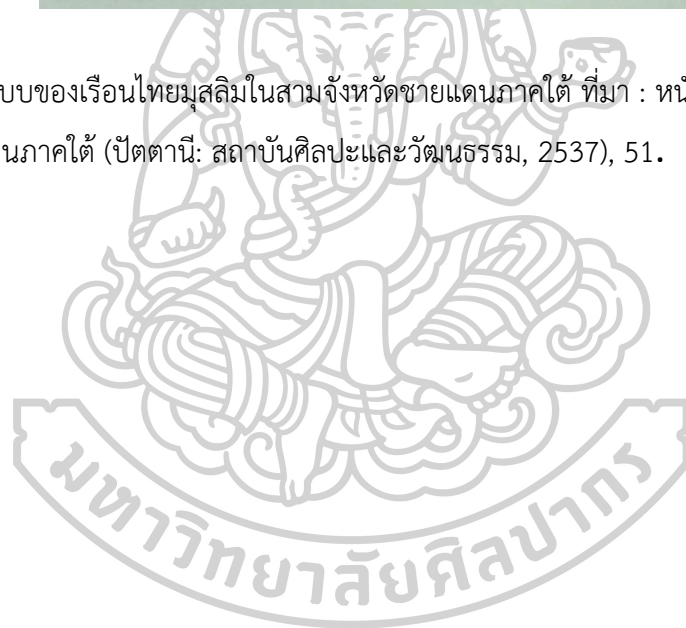 บบของเรือนไทยมุสลิมในสามจังหวัดชายแดนภาคใต้ ที่มา : หนั
นภาคใต้ (ปัตตานี: สถาบันศิลปะและวัฒนธรรม, 2537), 51.
มหาวิทยาลัยศิลปากร